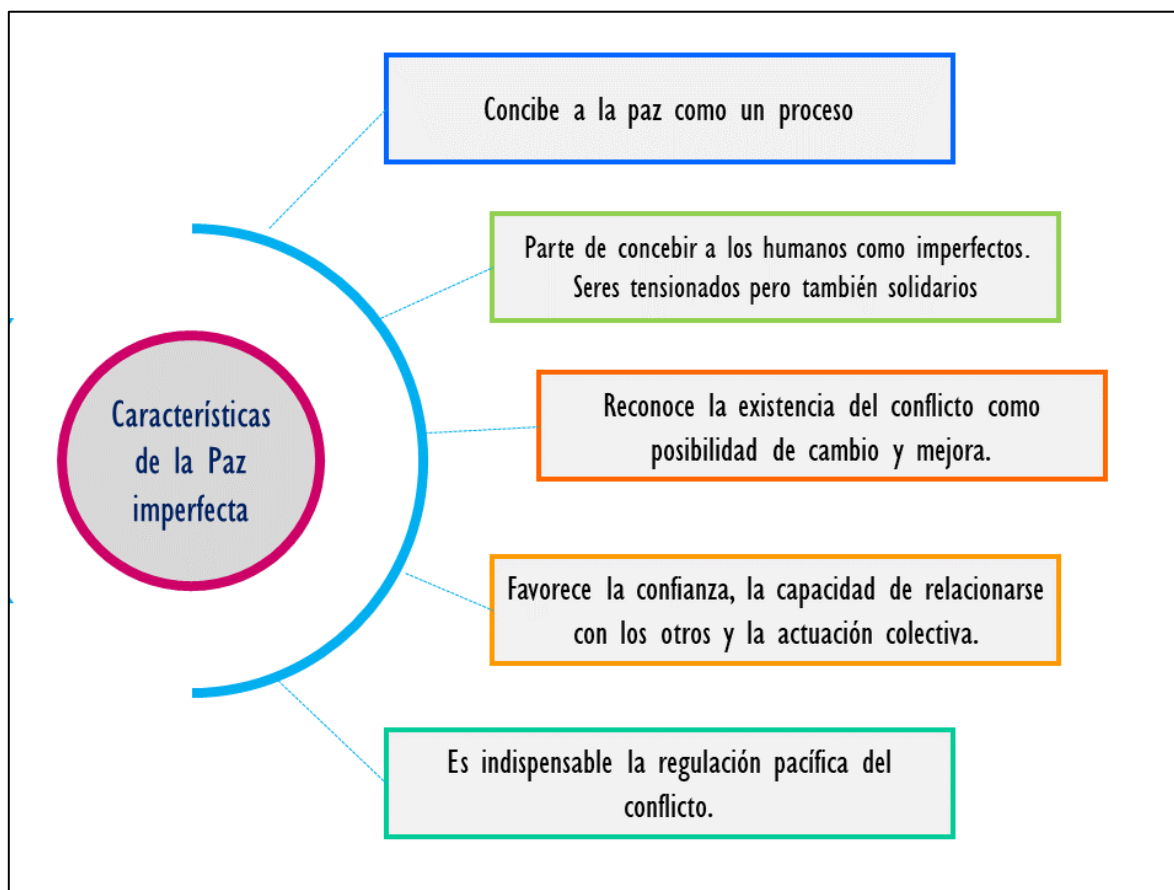 Concibe a la paz como un proceso
Parte de concebir a los humanos como imperfectos.
Seres tensionados pero también solidarios
Características
de la Paz
imperfecta
Reconoce la existencia del conflicto como
posibilidad de cambio y mejora.
Favorece la confianza, la capacidad de relacionarse
con los otros y la actuación colectiva.
Es indispensable la regulación pacífica del
conflicto.